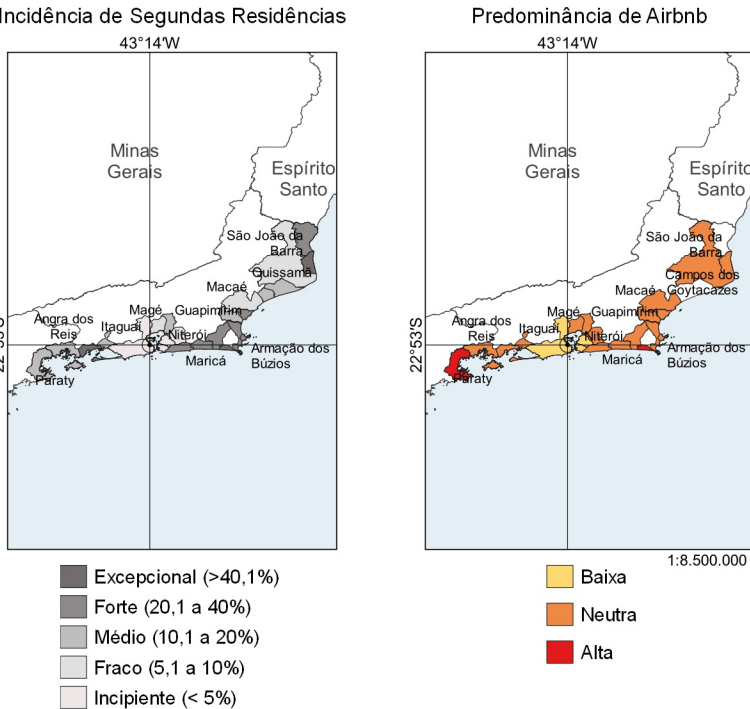 Incidência de Segundas Residências
43°14'W
Minas
Gerais
Espírito
Santo
São João da
Barra
Quissamã
Macaé
Magé
Guapimirim
Angra dos
Reis
Itaguaí
Niterói
Armação dos
Búzios
Maricá
Paraty
Excepcional (>40,1%)
Forte (20,1 a 40%)
Médio (10,1 a 20%)
Fraco (5,1 a 10%)
Incipiente (< 5%)
Predominância de Airbnb
43°14'W
22°53'S
Minas
Gerais
Espírito
Santo
São João da
Barra
Campos dos
Goytacazes
Macaé
Magé
Guapimirim
Angra dos
Reis
Itaguaí
Niterói
Armação dos
Búzios
Maricá
Paraty
1:8.500.000
Baixa
Neutra
Alta